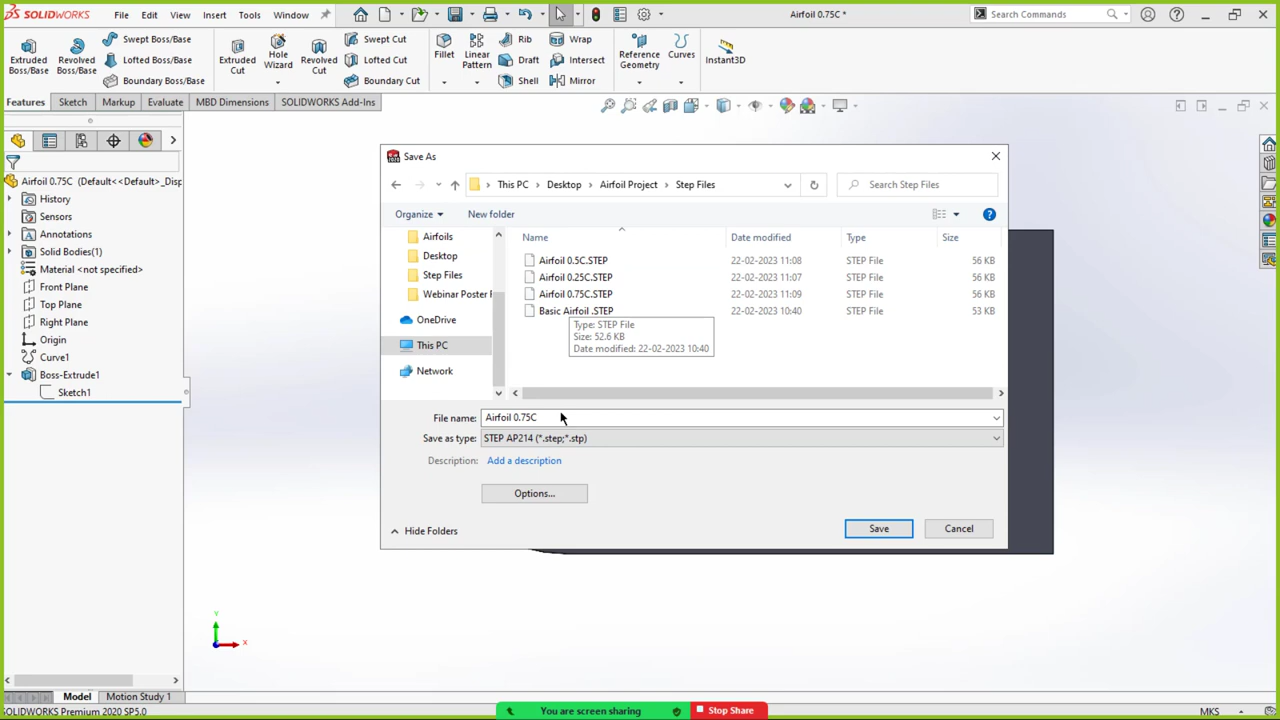 SOLIDWORKS File Edit View Insert Tools Window Airfoil 0.75C * Search Commands
Extruded Boss/Base
Revolved Boss/Base
Swept Boss/Base
Lofted Boss/Base
Boundary Boss/Base
Extruded Cut
Hole Wizard
Revolved Cut
Swept Cut
Lofted Cut
Boundary Cut
Fillet
Linear Pattern
Rib
Draft
Shell
Wrap
Intersect
Mirror
Reference Geometry
Curves
Instant3D
Features Sketch Markup Evaluate MBD Dimensions SOLIDWORKS Add-Ins
Airfoil 0.75C (Default<<Default>_Disp
History
Sensors
Annotations
Solid Bodies(1)
Material <not specified>
Front Plane
Top Plane
Right Plane
Origin
Curve1
Boss-Extrude1
Sketch1
Save As
This PC > Desktop > Airfoil Project > Step Files
Search Step Files
Organize New folder
Airfoils
Desktop
Step Files
Webinar Poster
OneDrive
This PC
Network
Name Date modified Type Size
Airfoil 0.5C.STEP 22-02-2023 11:08 STEP File 56 KB
Airfoil 0.25C.STEP 22-02-2023 11:07 STEP File 56 KB
Airfoil 0.75C.STEP 22-02-2023 11:09 STEP File 56 KB
Basic Airfoil .STEP 22-02-2023 10:40 STEP File 53 KB
Type: STEP File
Size: 52.6 KB
Date modified: 22-02-2023 10:40
File name: Airfoil 0.75C
Save as type: STEP AP214 (*.step;*.stp)
Description: Add a description
Options...
Hide Folders Save Cancel
Y
X
Model Motion Study 1
SOLIDWORKS Premium 2020 SP5.0
You are screen sharing Stop Share
MKS